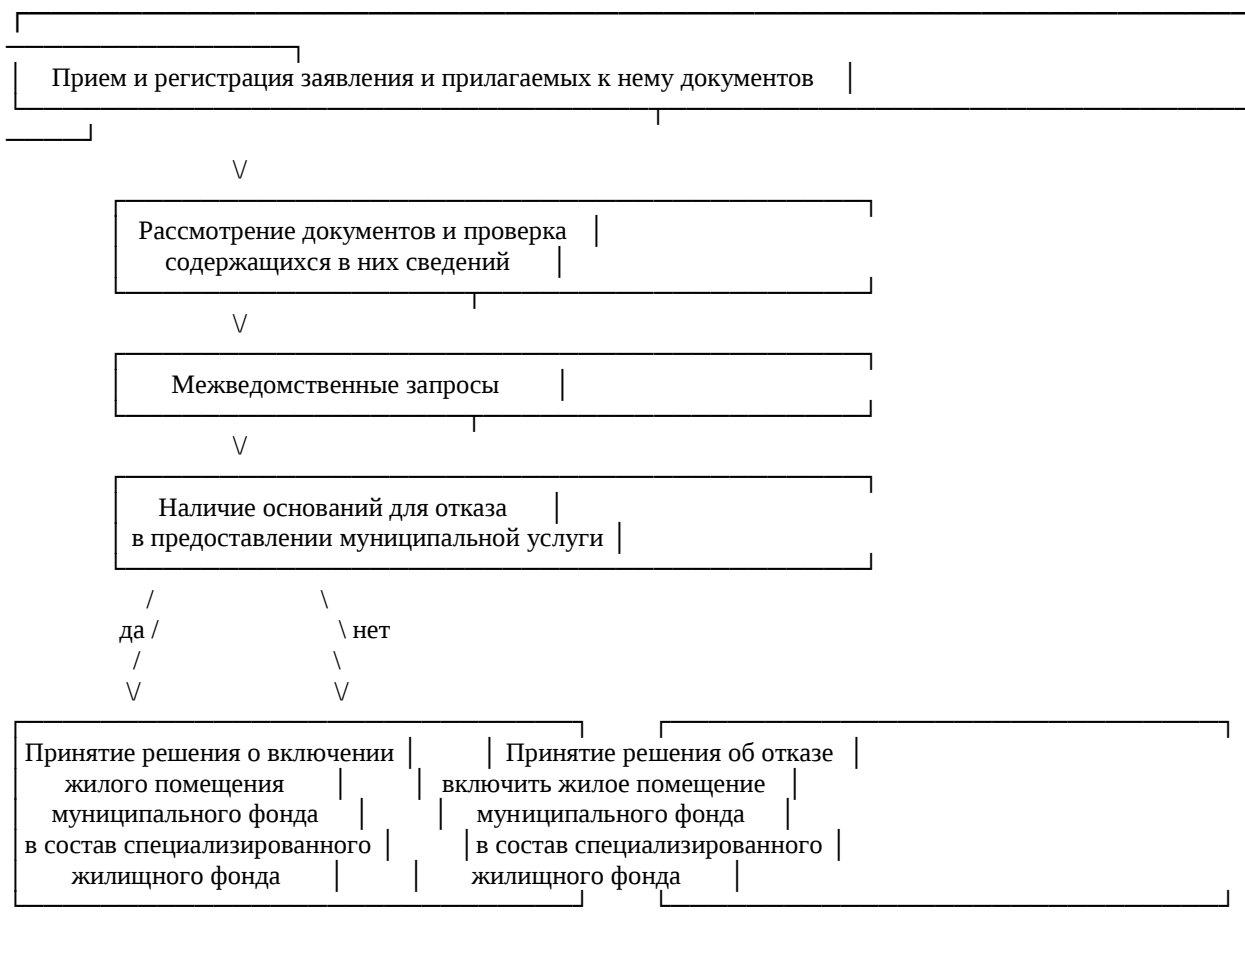 Прием и регистрация заявления и прилагаемых к нему документов
\/
Рассмотрение документов и проверка
содержащихся в них сведений
\/
Межведомственные запросы
\/
Наличие оснований для отказа
в предоставлении муниципальной услуги
/ \
да / \ нет
/ \
\/ \/
Принятие решения о включении
жилого помещения
муниципального фонда
в состав специализированного
жилищного фонда
Принятие решения об отказе
включить жилое помещение
муниципального фонда
в состав специализированного
жилищного фонда